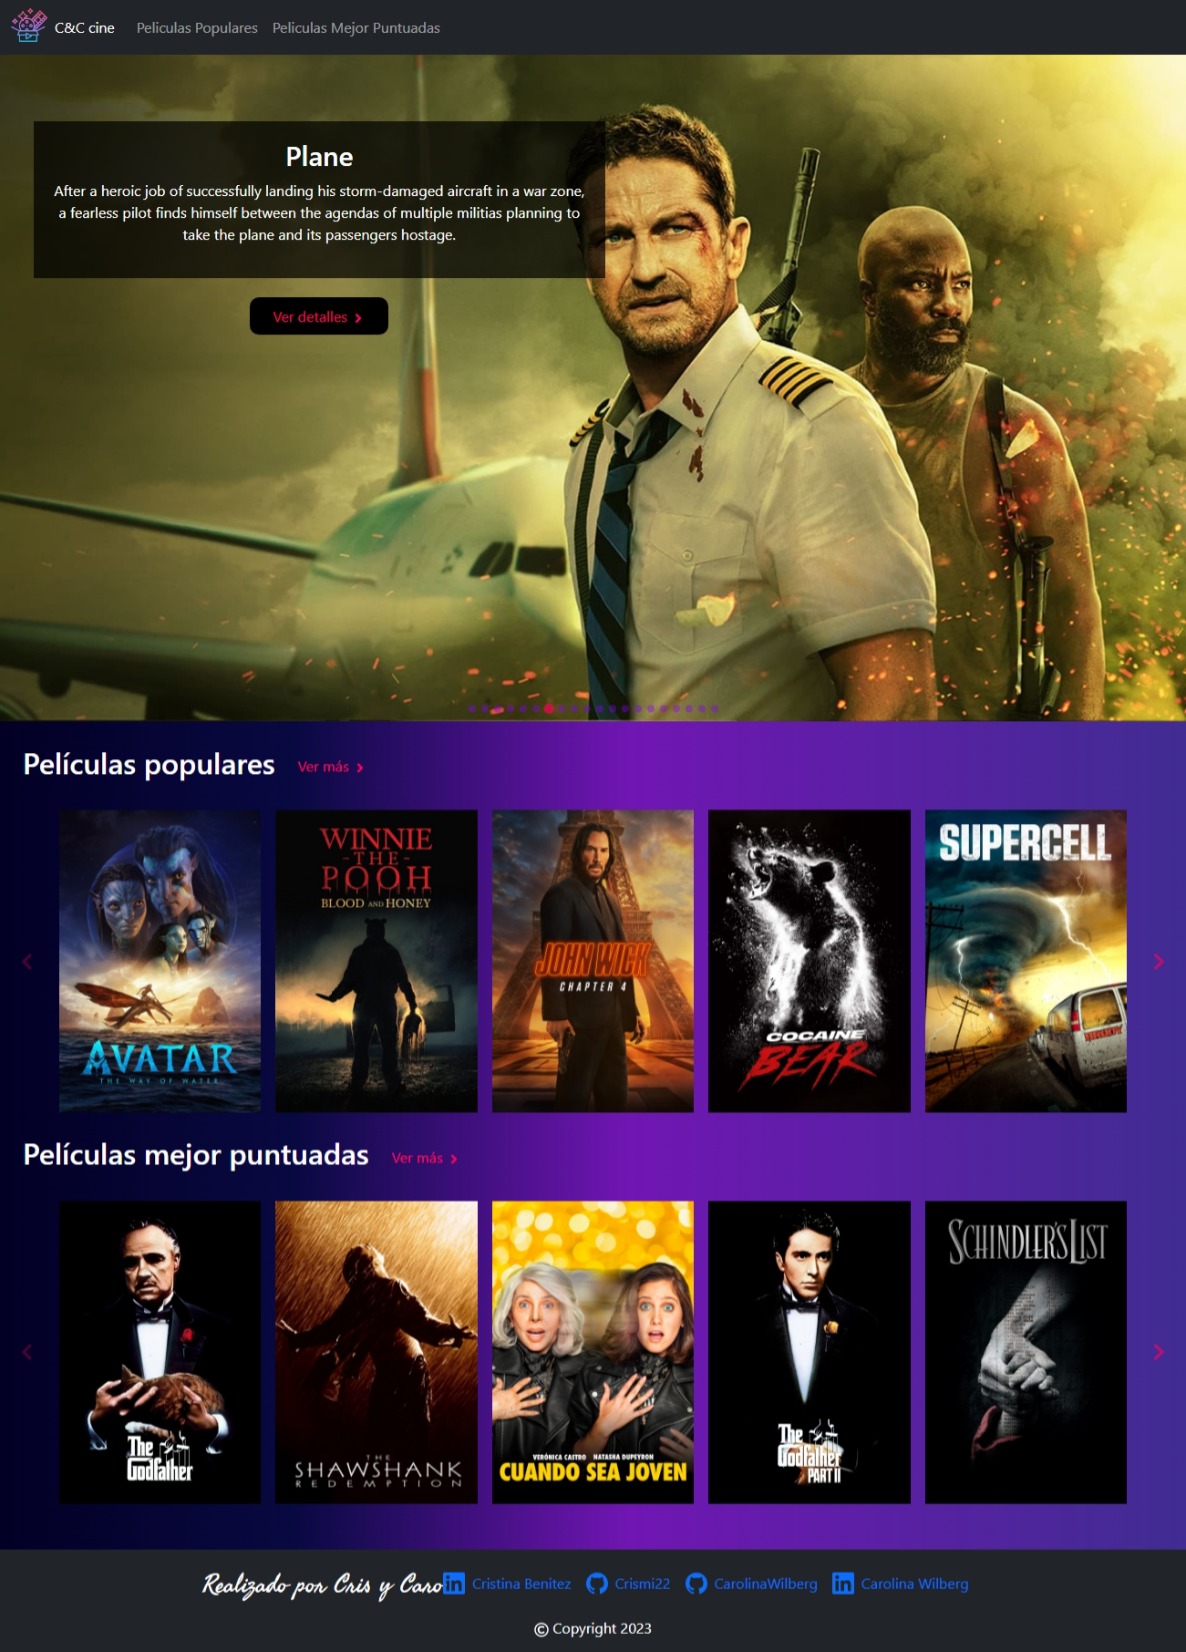 C&C cine
Peliculas Populares
Peliculas Mejor Puntuadas
Plane
After a heroic job of successfully landing his storm-damaged aircraft in a war zone,
a fearless pilot finds himself between the agendas of multiple militias planning to
take the plane and its passengers hostage.
Ver detalles
Películas populares
Ver más
AVATAR
THE WAY OF WATER
WINNIE
-THE-
POOH
BLOOD AND HONEY
JOHN WICK
CHAPTER 4
COCAINE
BEAR
SUPERCELL
Películas mejor puntuadas
Ver más
The
Godfather
THE
SHAWSHANK
REDEMPTION
VERÓNICA CASTRO NATASHA DUPEYRON
CUANDO SEA JOVEN
The
Godfather
PART II
SCHINDLER'S LIST
Realizado por Cris y Caro
Cristina Benítez
Crismi22
CarolinaWilberg
Carolina Wilberg
© Copyright 2023